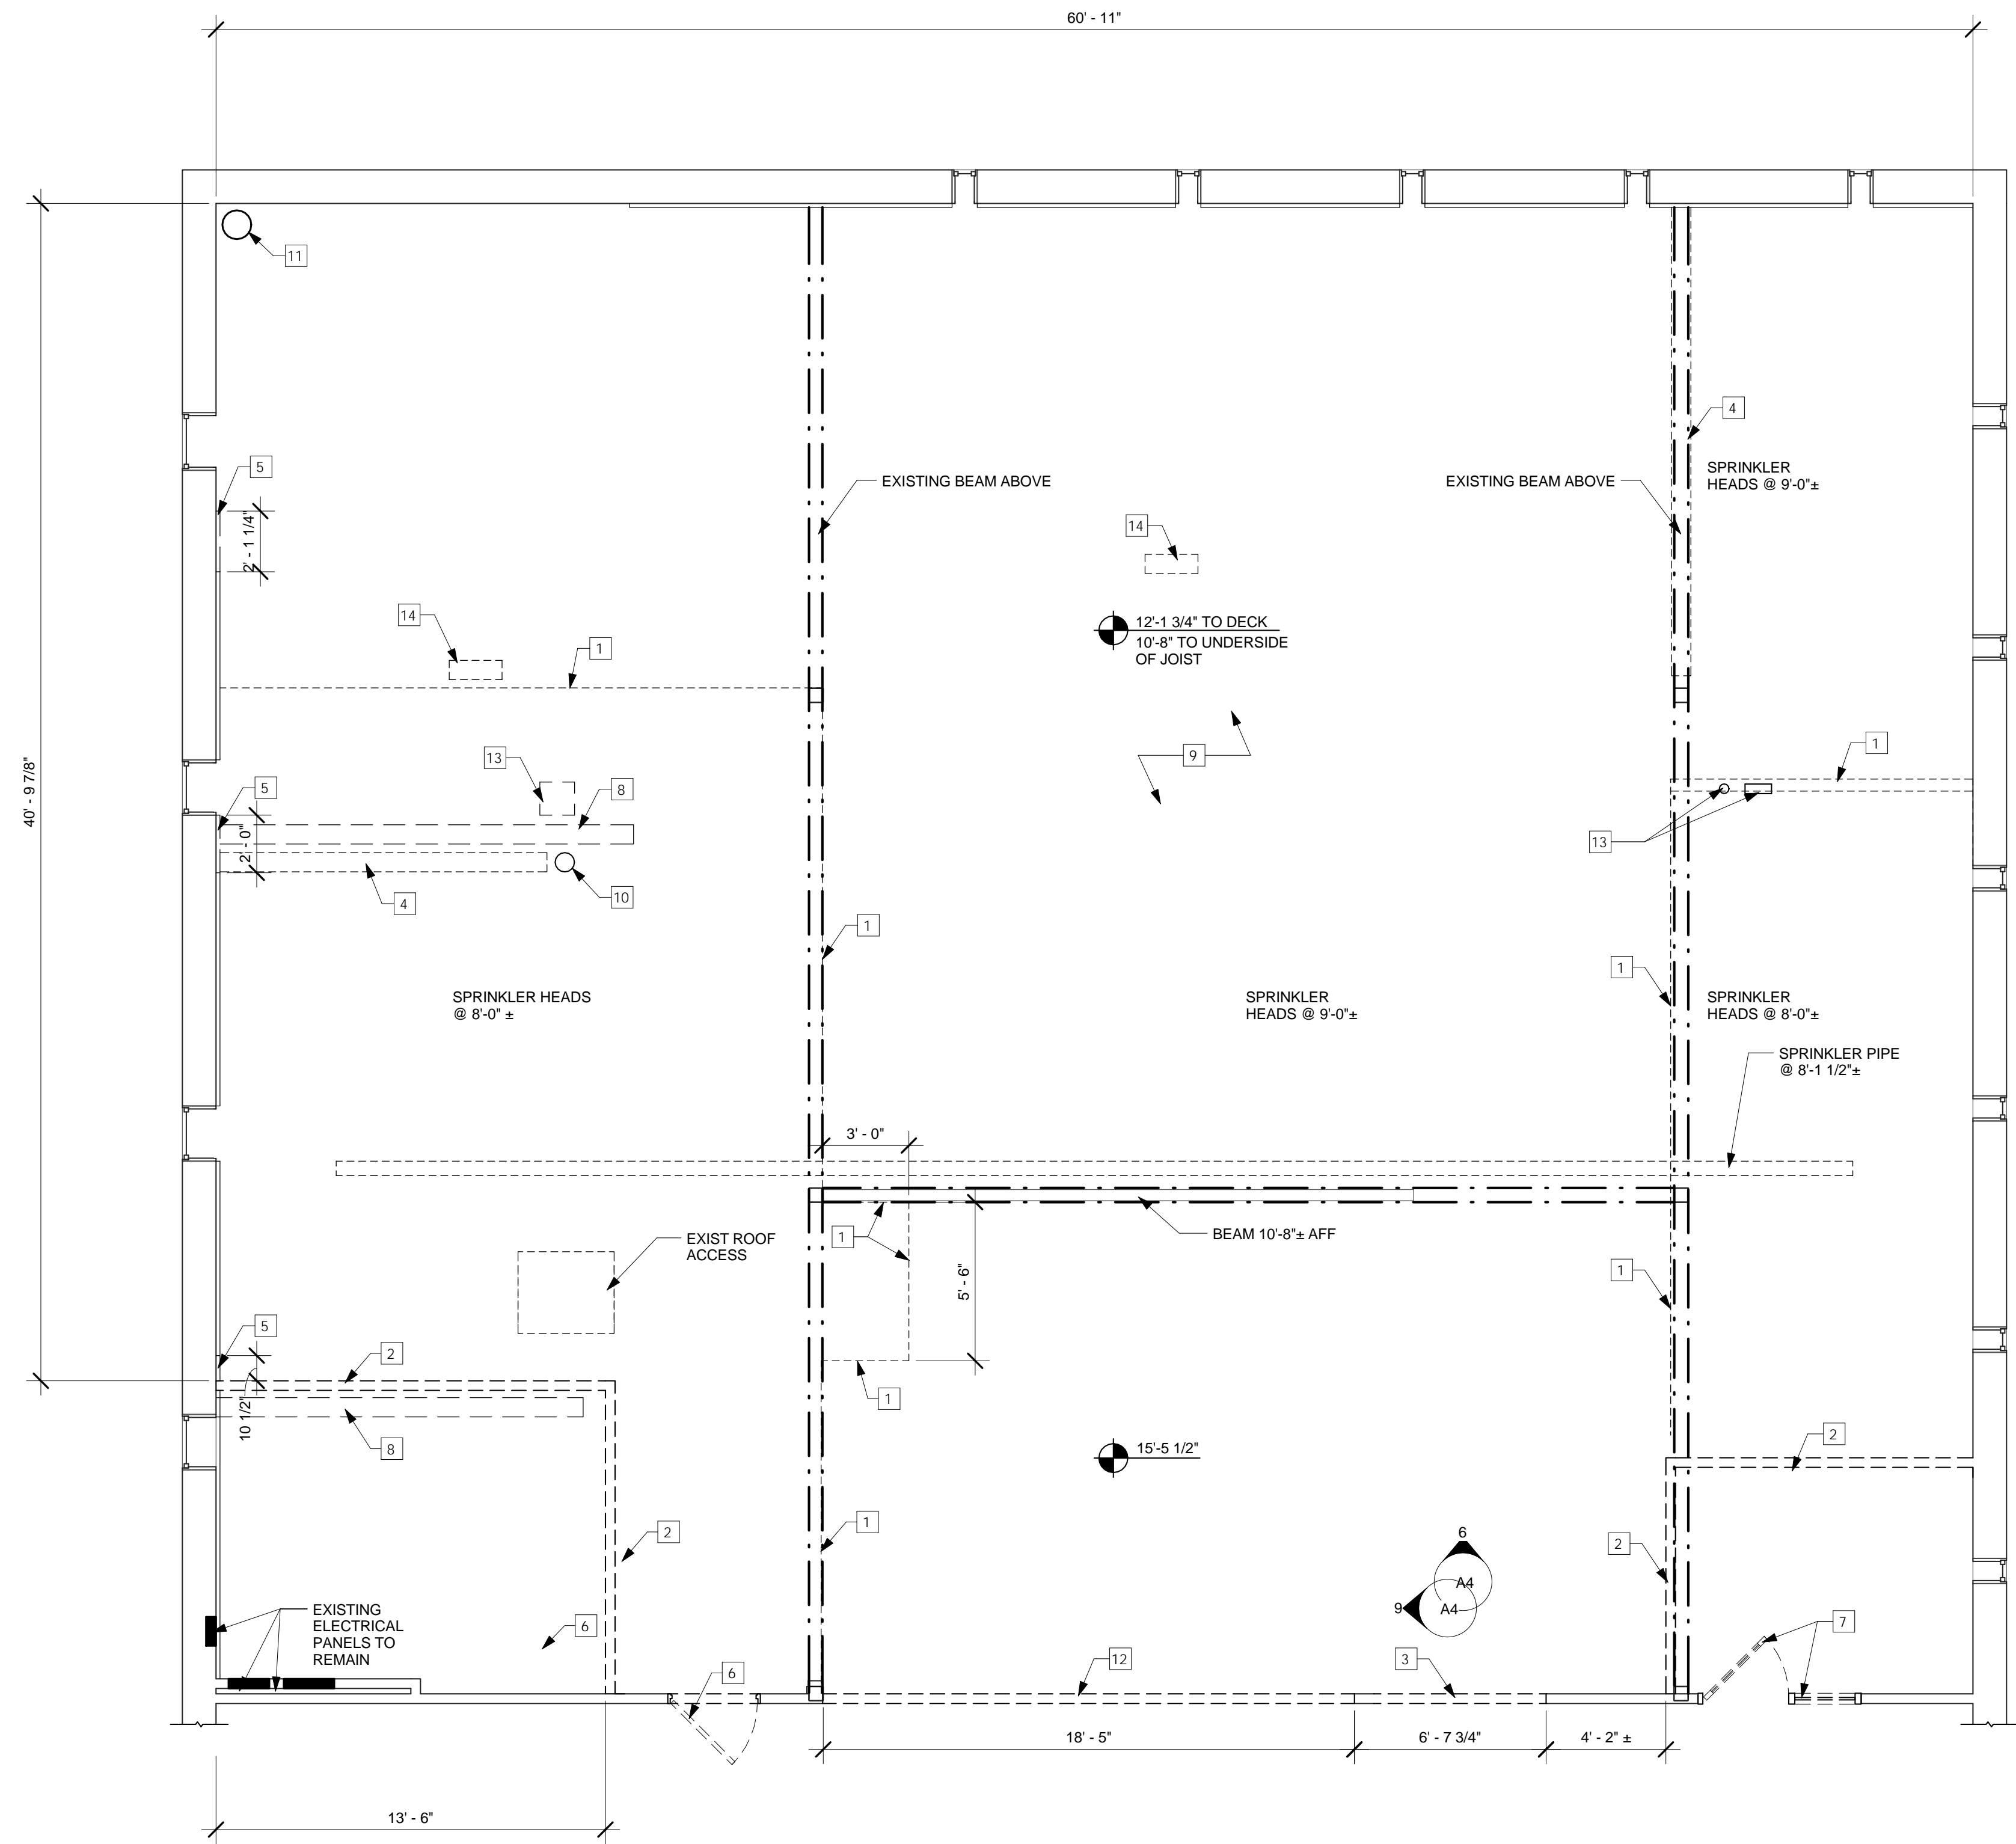 60' - 11"
11
4
5
EXISTING BEAM ABOVE
EXISTING BEAM ABOVE
SPRINKLER
HEADS @ 9'-0"±
2' - 1 1/4"
14
14
12'-1 3/4" TO DECK
10'-8" TO UNDERSIDE
OF JOIST
1
1
9
13
5
8
40' - 9 7/8"
2' - 0"
13
4
10
1
1
SPRINKLER HEADS
@ 8'-0" ±
SPRINKLER
HEADS @ 9'-0"±
SPRINKLER
HEADS @ 8'-0"±
SPRINKLER PIPE
@ 8'-1 1/2"±
3' - 0"
EXIST ROOF
ACCESS
1
BEAM 10'-8"± AFF
5' - 6"
1
5
2
10 1/2"
1
8
15'-5 1/2"
2
2
1
2
6
A4
9
A4
EXISTING
ELECTRICAL
PANELS TO
REMAIN
6
7
6
12
3
18' - 5"
6' - 7 3/4"
4' - 2" ±
13' - 6"